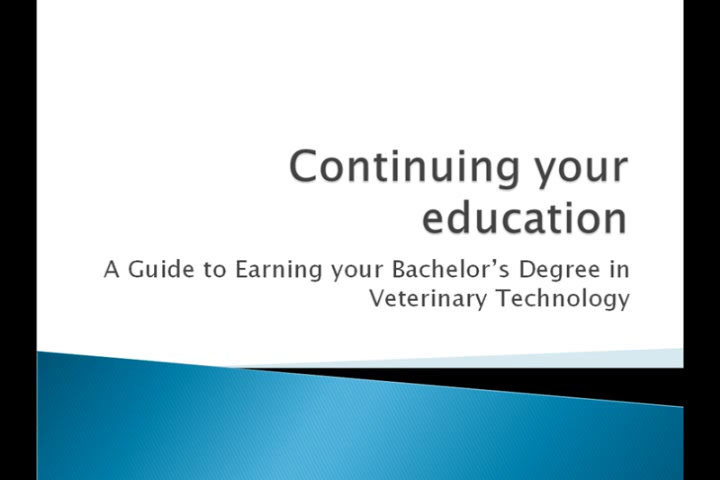 Continuing your
education
A Guide to Earning your Bachelor’s Degree in
Veterinary Technology